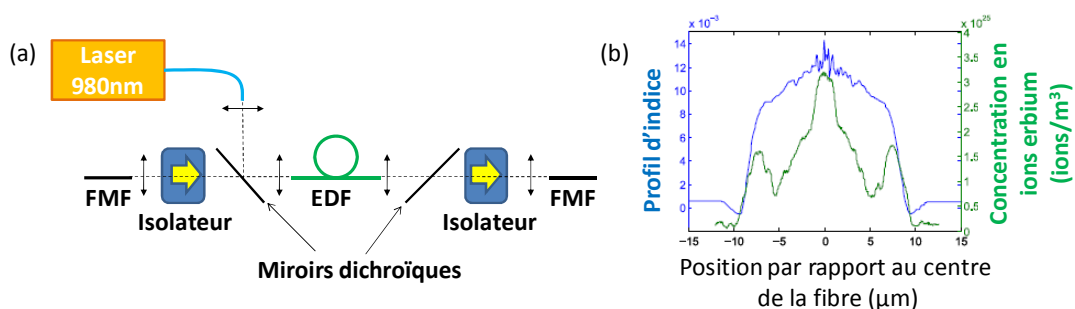 (a)
Laser
980nm
FMF
Isolateur
EDF
Isolateur
FMF
Miroirs dichroïques
(b)
x 10⁻³
x 10²⁵
14
12
10
8
6
4
2
0
4
3.5
3
2.5
2
1.5
1
0.5
0
−15
−10
−5
0
5
10
15
Profil d'indice
Concentration en
ions erbium
(ions/m³)
Position par rapport au centre
de la fibre (µm)